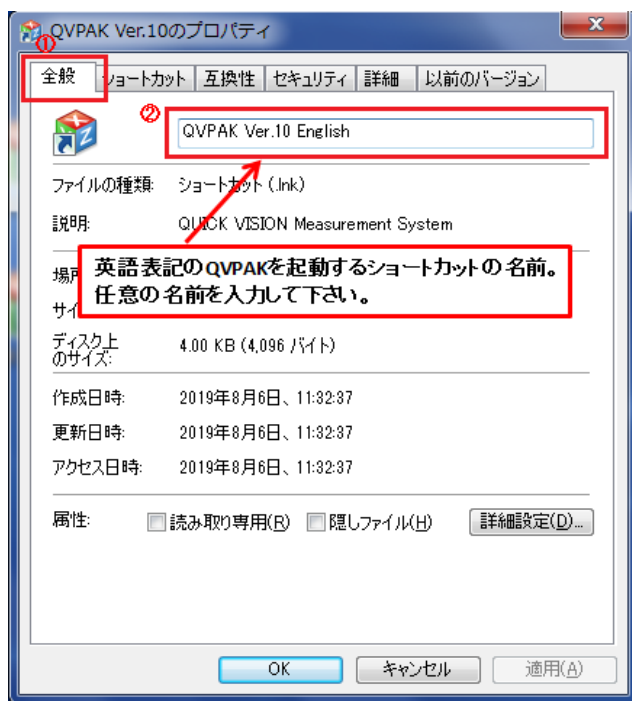 QVPAK Ver.10のプロパティ
①
全般 ショートカット 互換性 セキュリティ 詳細 以前のバージョン
②
QVPAK Ver.10 English
ファイルの種類: ショートカット (.lnk)
説明: QUICK VISION Measurement System
英語表記のQVPAKを起動するショートカットの名前。
任意の名前を入力して下さい。
場所
サイ
ディスク上
のサイズ: 4.00 KB (4,096 バイト)
作成日時: 2019年8月6日、11:32:37
更新日時: 2019年8月6日、11:32:37
アクセス日時: 2019年8月6日、11:32:37
属性: 読み取り専用(R) 隠しファイル(H) 詳細設定(D)...
OK キャンセル 適用(A)